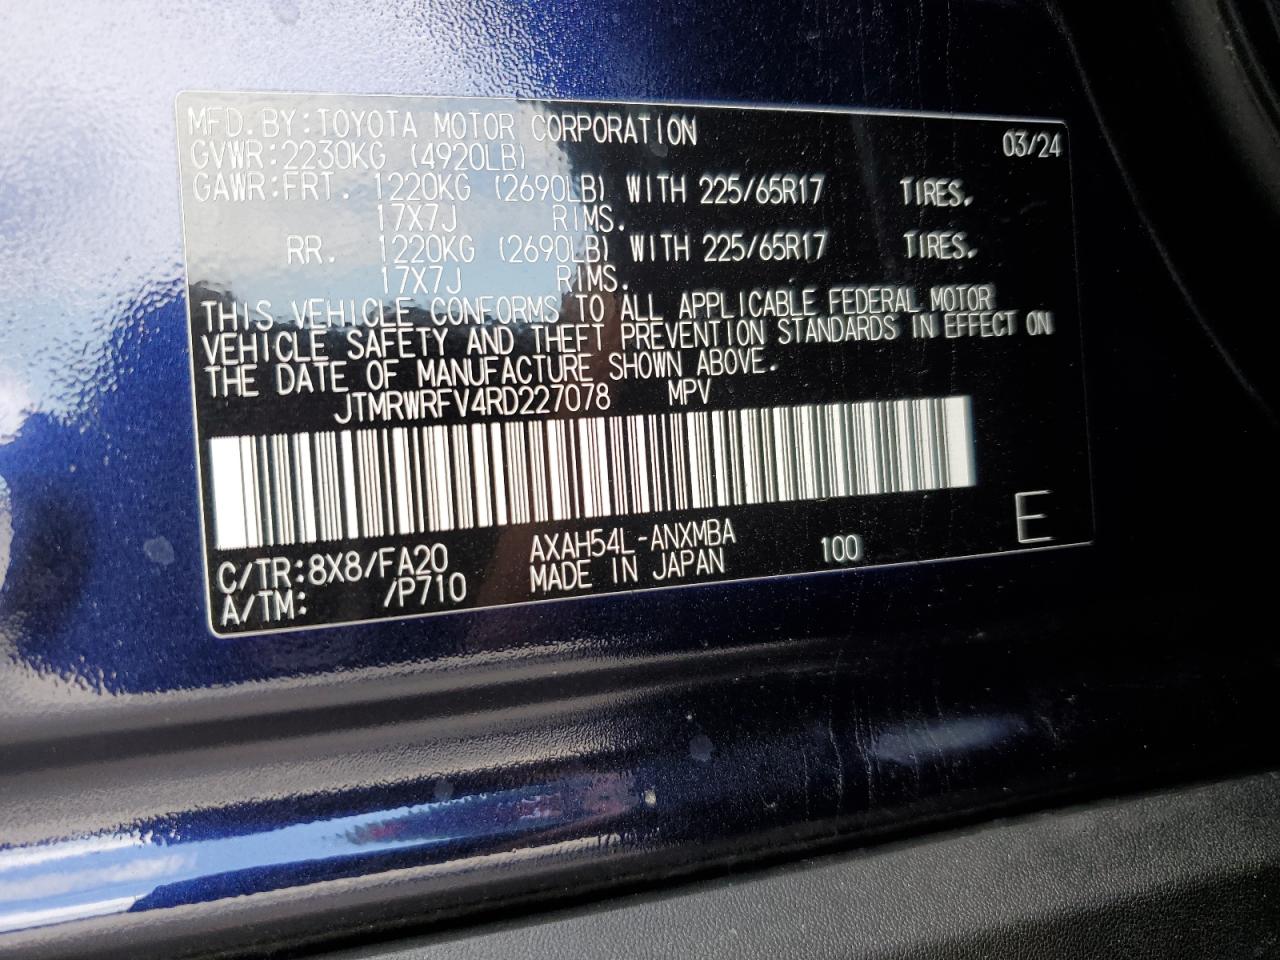 MFD.BY:TOYOTA MOTOR CORPORATION 03/24
GVWR:2230KG (4920LB)
GAWR:FRT. 1220KG (2690LB) WITH 225/65R17 TIRES.
17X7J RIMS.
RR. 1220KG (2690LB) WITH 225/65R17 TIRES.
17X7J RIMS.
THIS VEHICLE CONFORMS TO ALL APPLICABLE FEDERAL MOTOR
VEHICLE SAFETY AND THEFT PREVENTION STANDARDS IN EFFECT ON
THE DATE OF MANUFACTURE SHOWN ABOVE.
JTMRWRFV4RD227078 MPV
C/TR:8X8/FA20 AXAH54L-ANXMBA 100 E
A/TM: /P710 MADE IN JAPAN